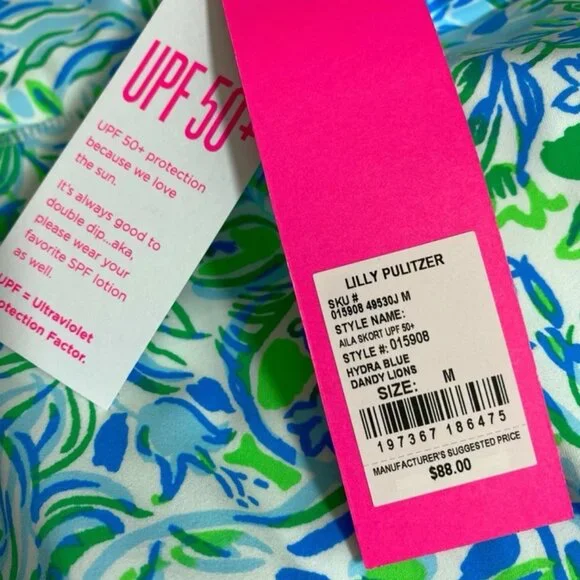 UPF 50+
UPF 50+ protection
because we love
the sun.
It's always good to
double dip...aka,
please wear your
favorite SPF lotion
as well.
UPF = Ultraviolet
Protection Factor.
LILLY PULITZER
SKU #
015908 49530J M
STYLE NAME:
AILA SKORT UPF 50+
STYLE #: 015908
HYDRA BLUE
DANDY LIONS
SIZE: M
197367 186475
MANUFACTURER'S SUGGESTED PRICE
$88.00